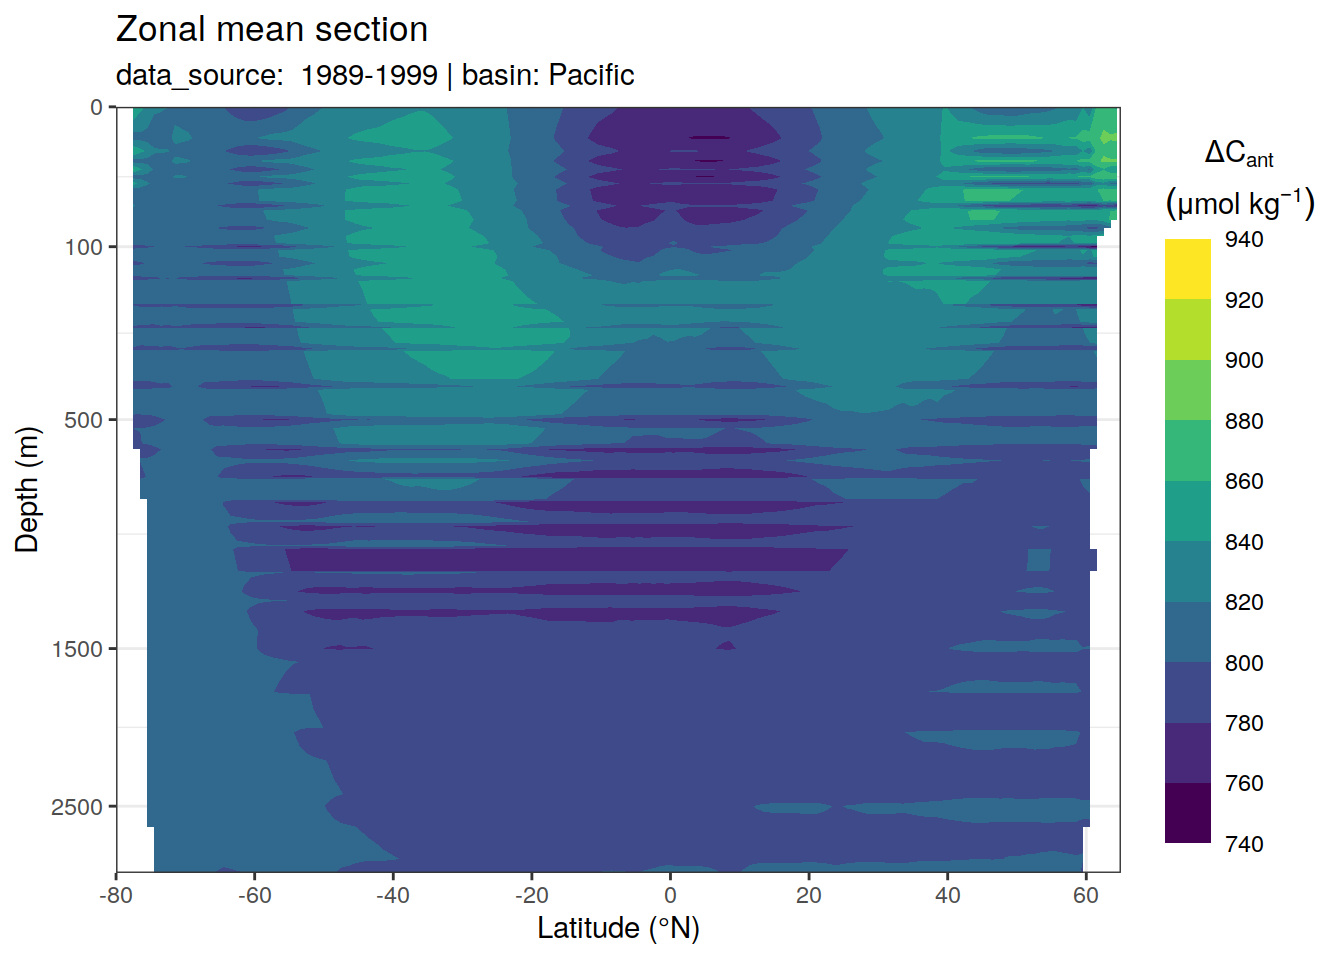 Zonal mean section
data_source:  1989-1999 | basin: Pacific
ΔCant
(μmol kg⁻¹)
940
920
900
880
860
840
820
800
780
760
740
0
100
500
1500
2500
Depth (m)
-80 -60 -40 -20 0 20 40 60
Latitude (°N)